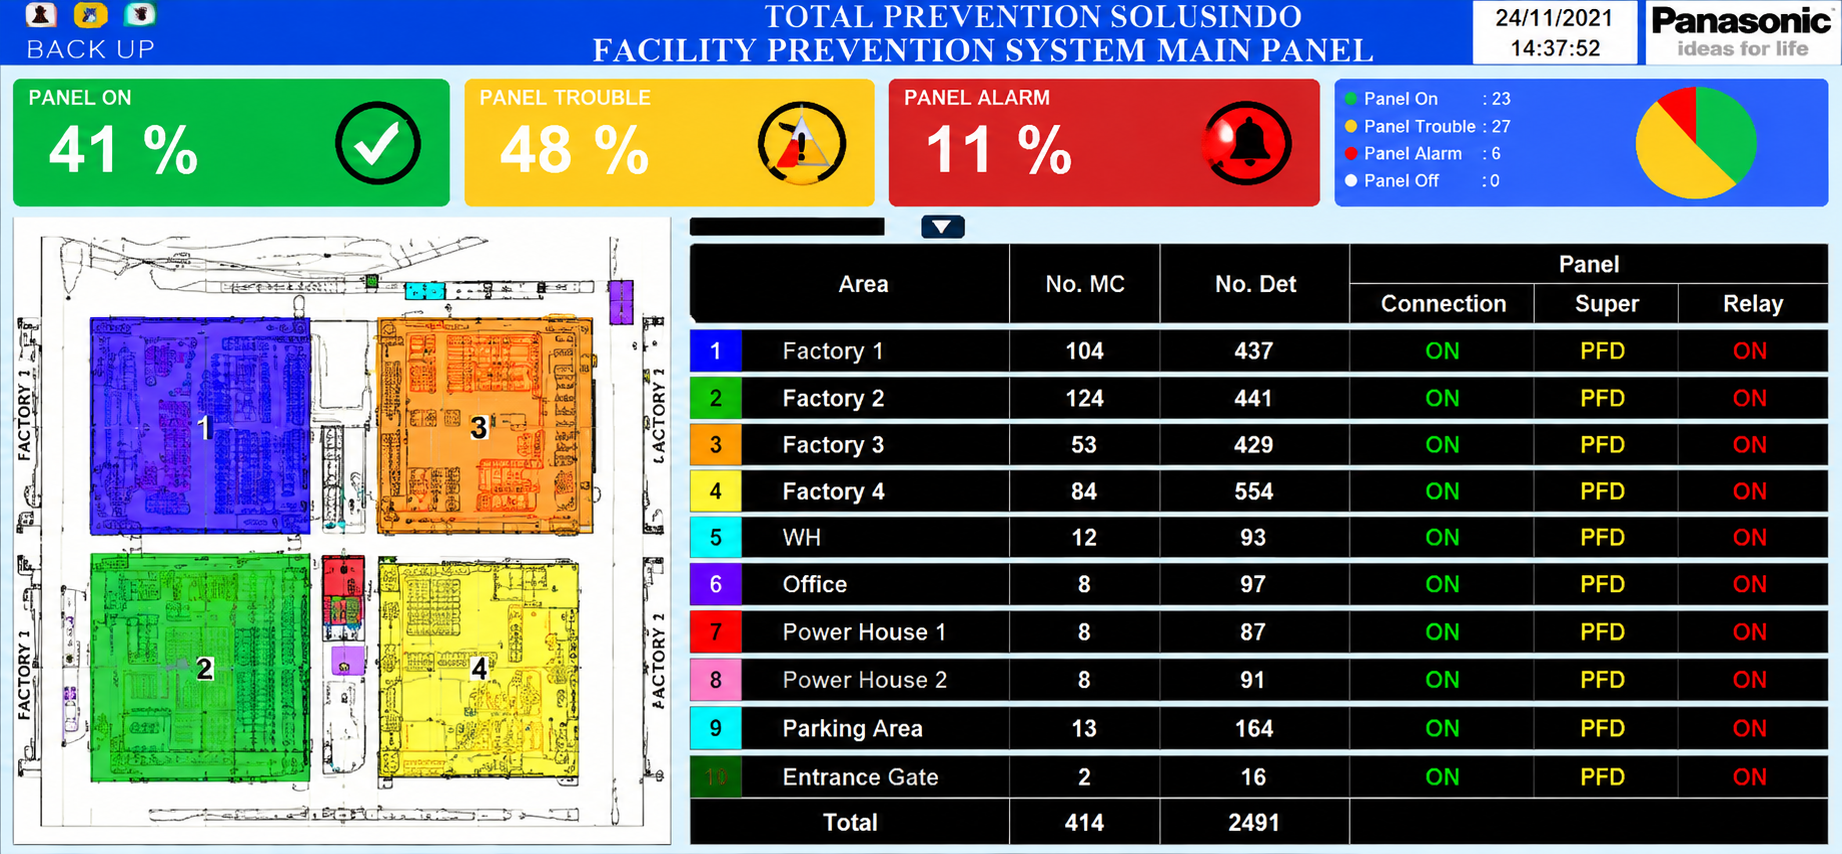 BACK UP
TOTAL PREVENTION SOLUSINDO
FACILITY PREVENTION SYSTEM MAIN PANEL
24/11/2021
14:37:52
Panasonic
ideas for life
PANEL ON
41 %
PANEL TROUBLE
48 %
PANEL ALARM
11 %
Panel On : 23
Panel Trouble : 27
Panel Alarm : 6
Panel Off : 0
FACTORY 1
FACTORY 2
1
3
FACTORY 1
FACTORY 2
2
4
Area No. MC No. Det Panel
Connection Super Relay
1 Factory 1 104 437 ON PFD ON
2 Factory 2 124 441 ON PFD ON
3 Factory 3 53 429 ON PFD ON
4 Factory 4 84 554 ON PFD ON
5 WH 12 93 ON PFD ON
6 Office 8 97 ON PFD ON
7 Power House 1 8 87 ON PFD ON
8 Power House 2 8 91 ON PFD ON
9 Parking Area 13 164 ON PFD ON
10 Entrance Gate 2 16 ON PFD ON
Total 414 2491